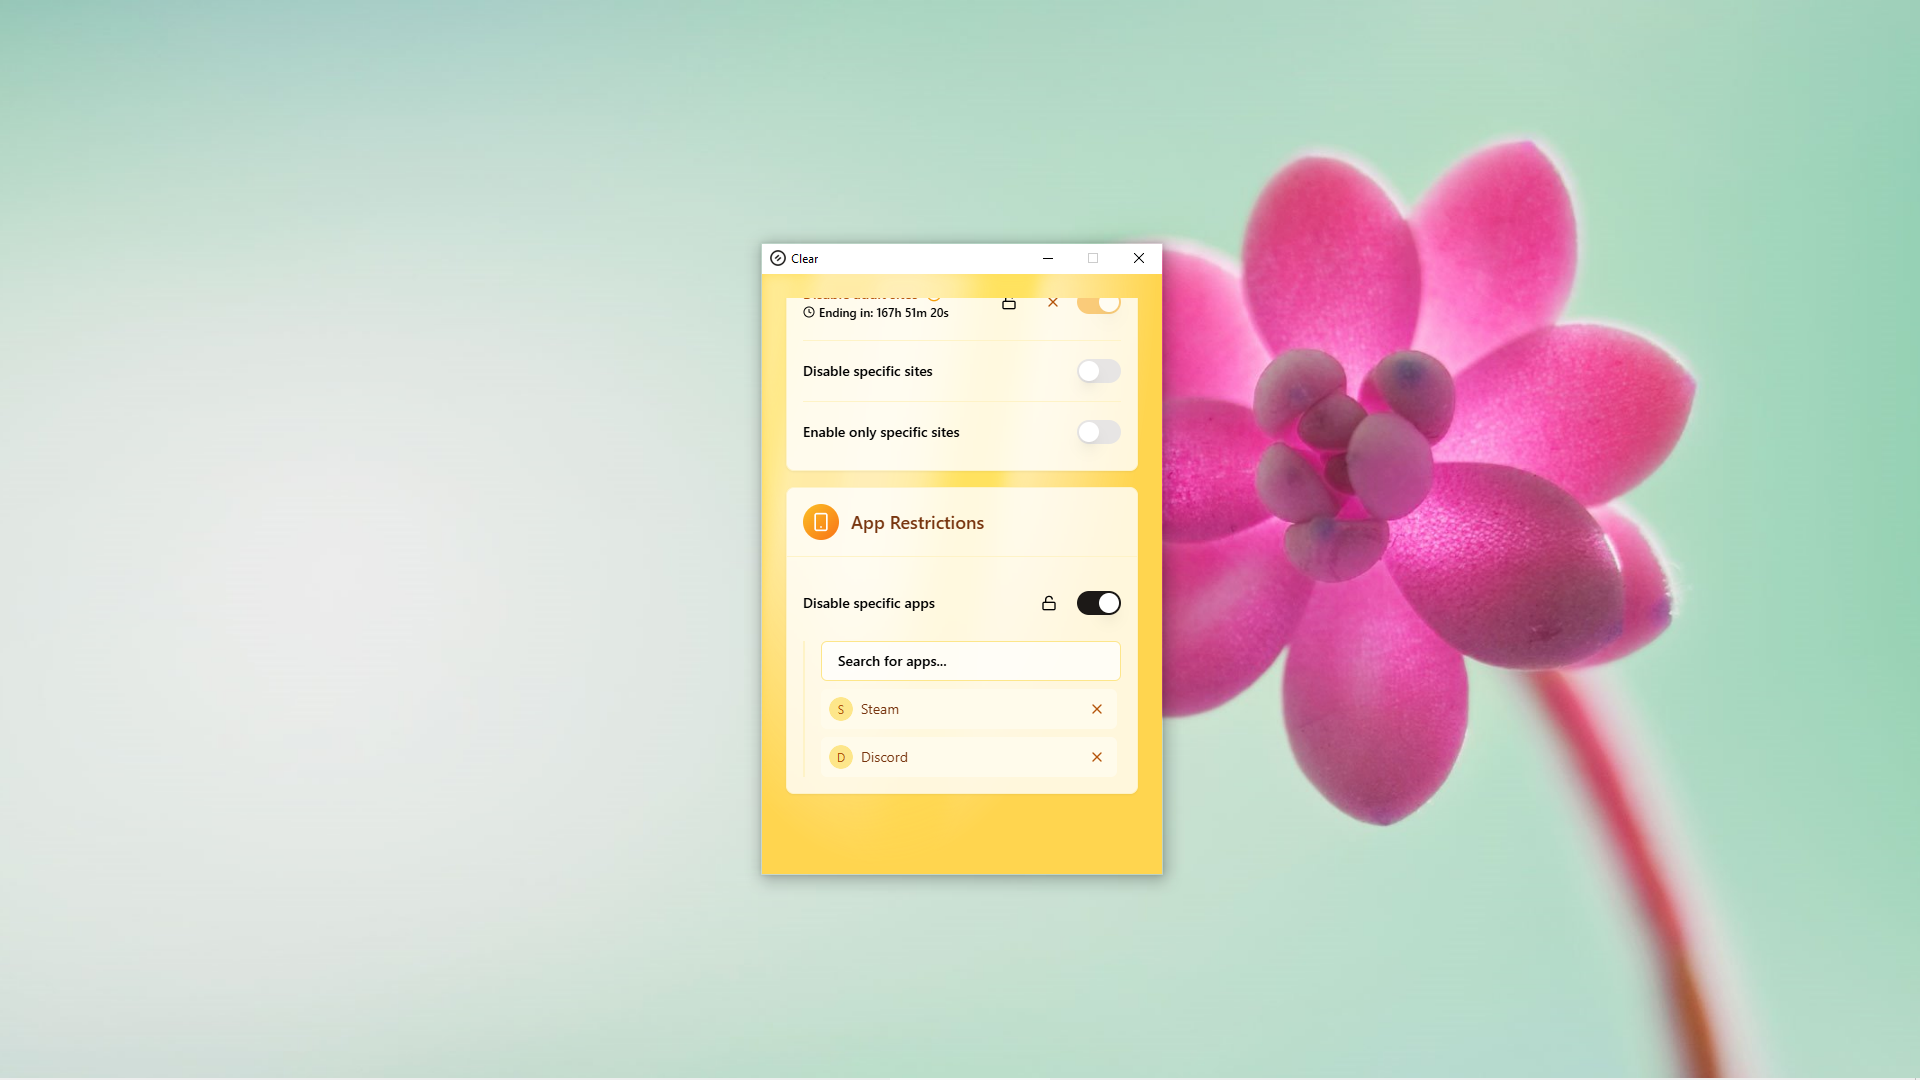 Clear
Ending in: 167h 51m 20s
Disable specific sites
Enable only specific sites
App Restrictions
Disable specific apps
Search for apps...
S Steam
D Discord